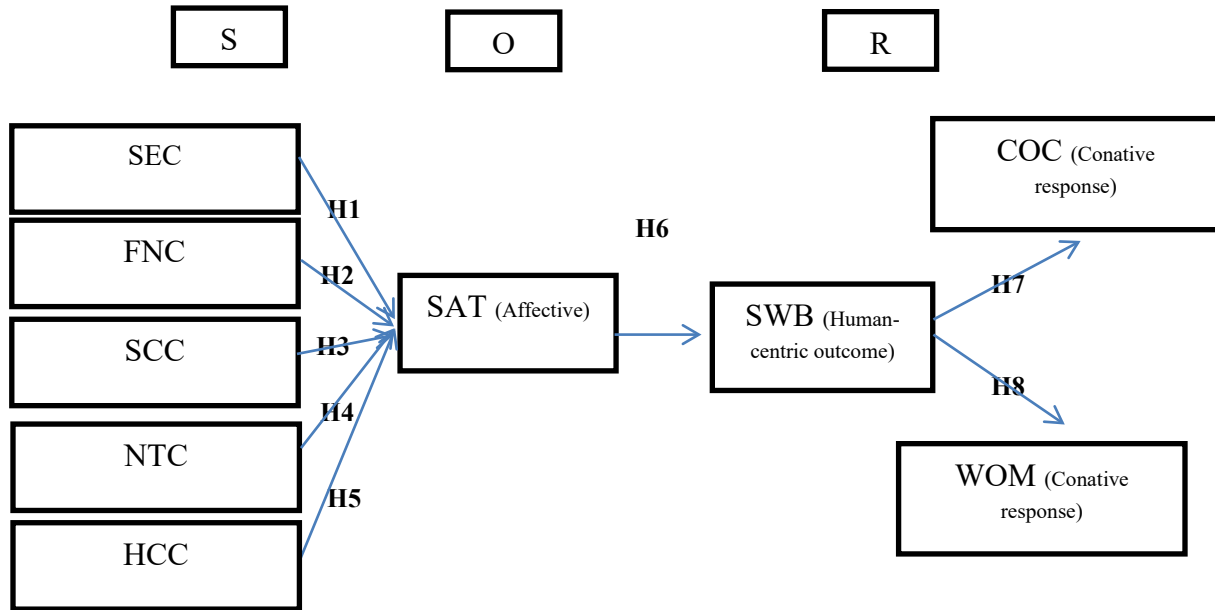 S
O
R
SEC
FNC
SCC
NTC
HCC
H1
H2
H3
H4
H5
SAT (Affective)
H6
SWB (Human-
centric outcome)
H7
H8
COC (Conative
response)
WOM (Conative
response)